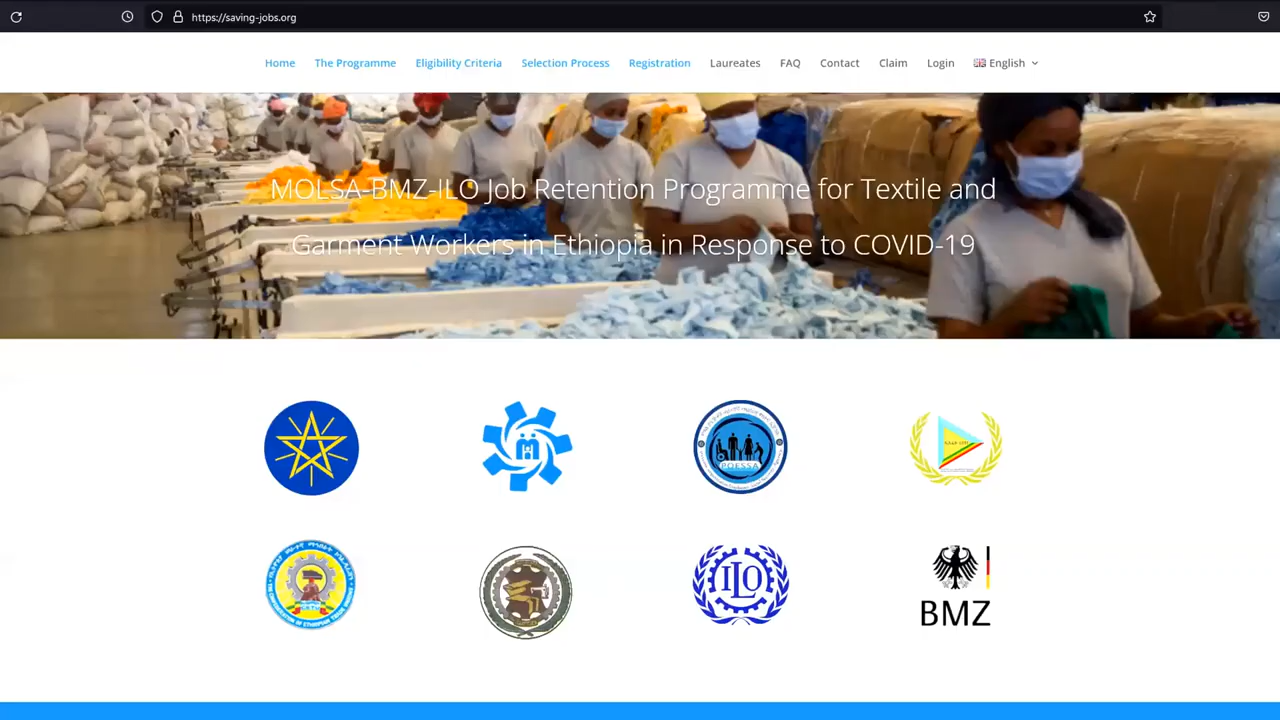 https://saving-jobs.org
Home The Programme Eligibility Criteria Selection Process Registration Laureates FAQ Contact Claim Login English
MOLSA-BMZ-ILO Job Retention Programme for Textile and
Garment Workers in Ethiopia in Response to COVID-19
POESSA
CETU
ILO
BMZ